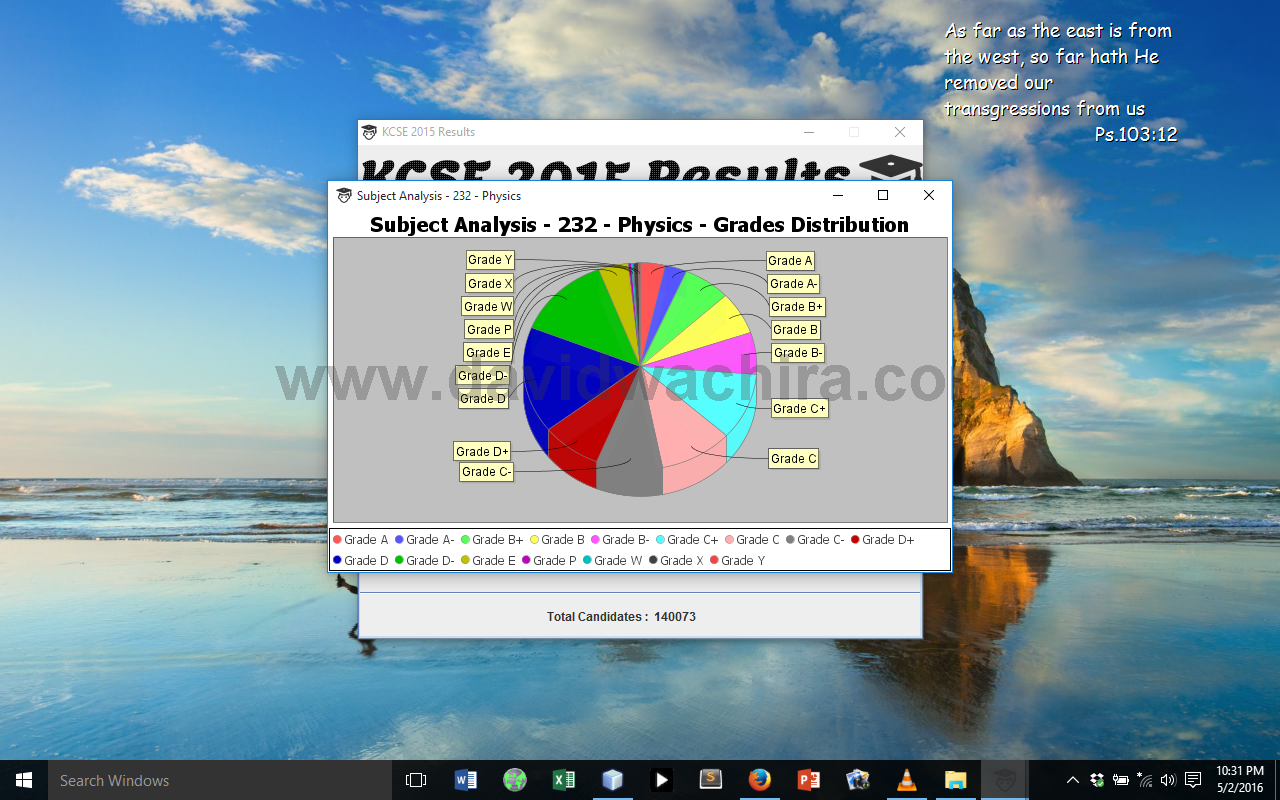 As far as the east is from
the west, so far hath He
removed our
transgressions from us
Ps.103:12
KCSE 2015 Results
KCSE 2015 Results
Subject Analysis - 232 - Physics
Subject Analysis - 232 - Physics - Grades Distribution
Grade Y
Grade X
Grade W
Grade P
Grade E
Grade D-
Grade D
Grade D+
Grade C-
Grade A
Grade A-
Grade B+
Grade B
Grade B-
Grade C+
Grade C
www.davidwachira.co
Grade A Grade A- Grade B+ Grade B Grade B- Grade C+ Grade C Grade C- Grade D+
Grade D Grade D- Grade E Grade P Grade W Grade X Grade Y
Total Candidates : 140073
Search Windows
10:31 PM
5/2/2016